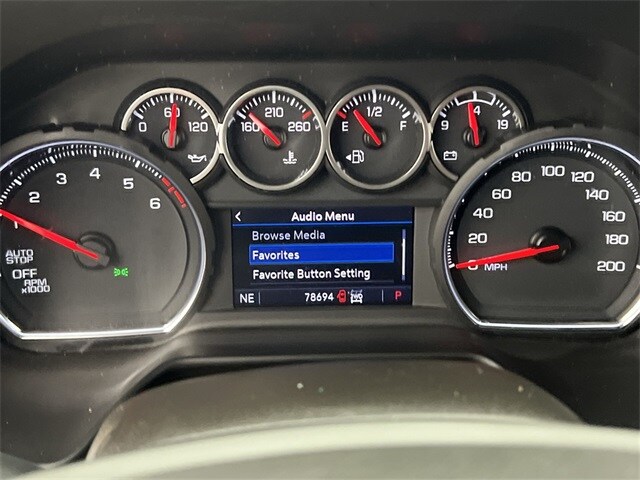 0 60 120
160 210 260
E 1/2 F
9 14 19
1 2 3 4 5 6
AUTO
STOP
OFF
RPM
x1000
< Audio Menu
Browse Media
Favorites
Favorite Button Setting
NE 78694 2WD P
0 20 40 60 80 100 120 140 160 180 200
MPH